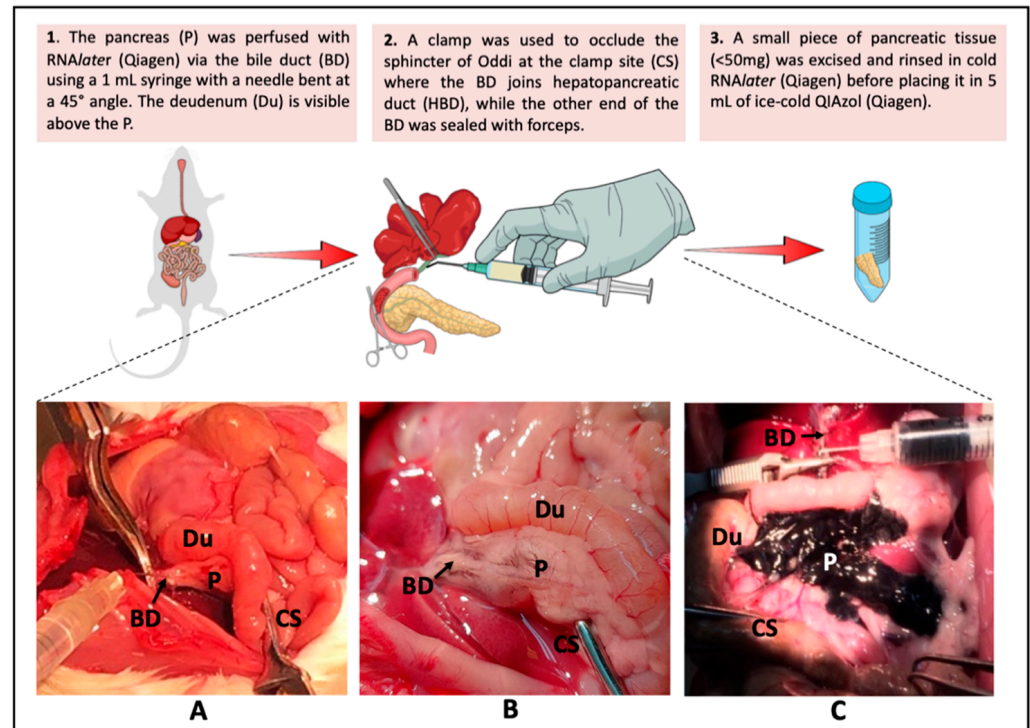 1. The pancreas (P) was perfused with
RNAlater (Qiagen) via the bile duct (BD)
using a 1 mL syringe with a needle bent at
a 45° angle. The deudenum (Du) is visible
above the P.
2. A clamp was used to occlude the
sphincter of Oddi at the clamp site (CS)
where the BD joins hepatopancreatic
duct (HBD), while the other end of the
BD was sealed with forceps.
3. A small piece of pancreatic tissue
(<50mg) was excised and rinsed in cold
RNAlater (Qiagen) before placing it in 5
mL of ice-cold QIAzol (Qiagen).
Du
P
BD
CS
A
Du
P
BD
CS
B
BD
Du
P
CS
C